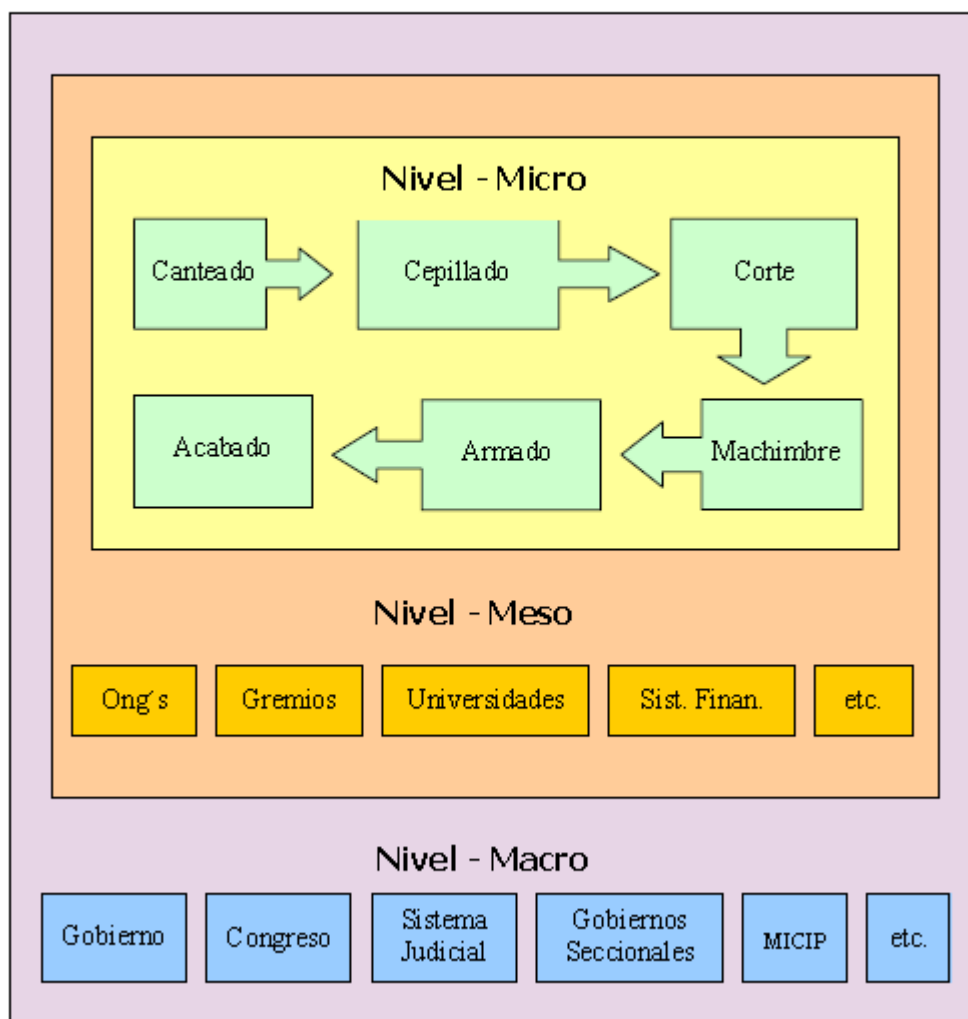 Nivel - Micro
Canteado
Cepillado
Corte
Acabado
Armado
Machimbre
Nivel - Meso
Ong´s
Gremios
Universidades
Sist. Finan.
etc.
Nivel - Macro
Gobierno
Congreso
Sistema
Judicial
Gobiernos
Seccionales
MICIP
etc.